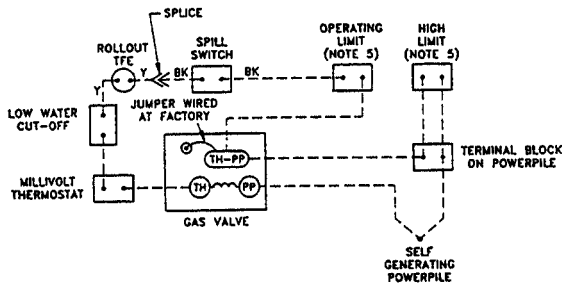 SPLICE
OPERATING
LIMIT
(NOTE 5)
HIGH
LIMIT
(NOTE 5)
ROLLOUT
TFE
SPILL
SWITCH
Y
Y
BK
BK
JUMPER WIRED
AT FACTORY
LOW WATER
CUT-OFF
TH-PP
TERMINAL BLOCK
ON POWERPILE
MILLIVOLT
THERMOSTAT
TH
PP
GAS VALVE
SELF
GENERATING
POWERPILE